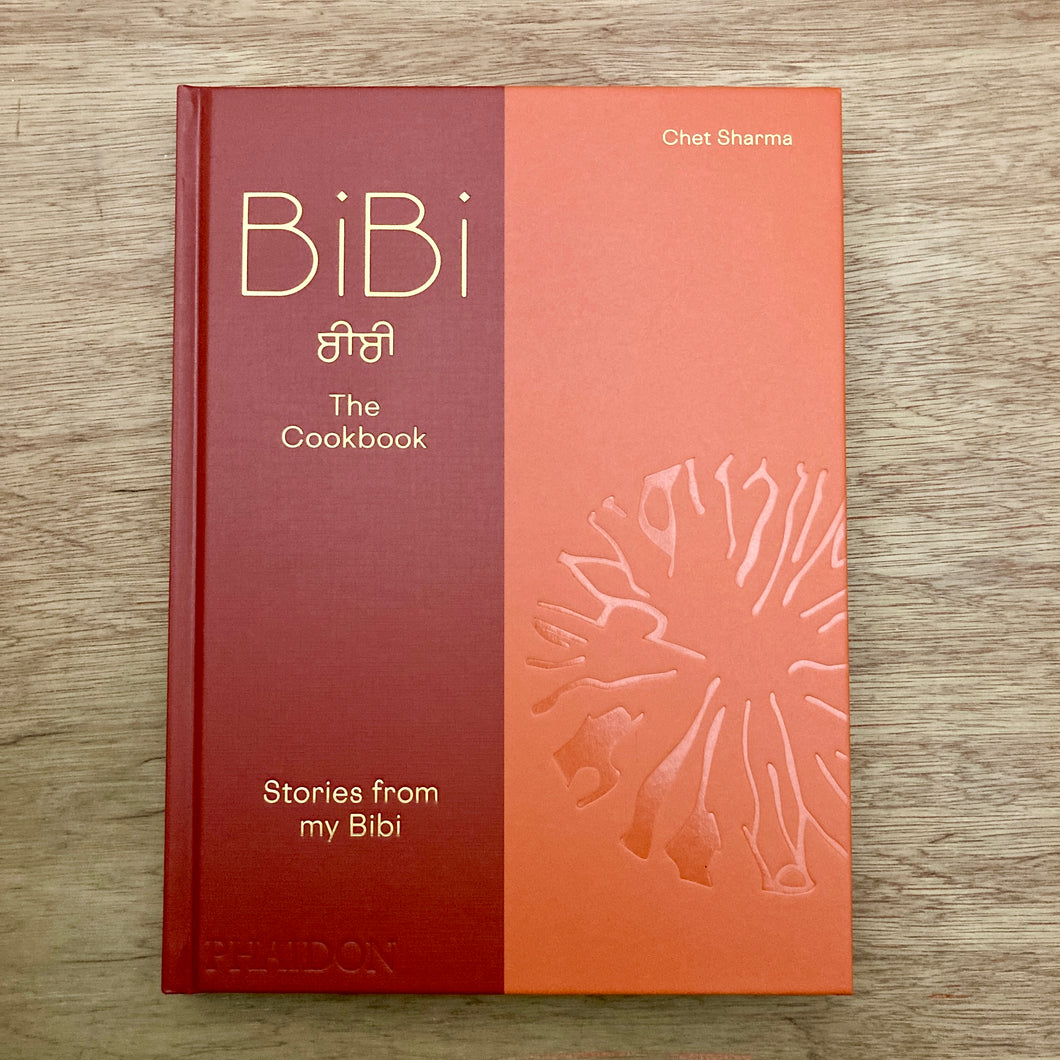 Chet Sharma
BiBi
ਬੀਬੀ
The
Cookbook
Stories from
my Bibi
PHAIDON